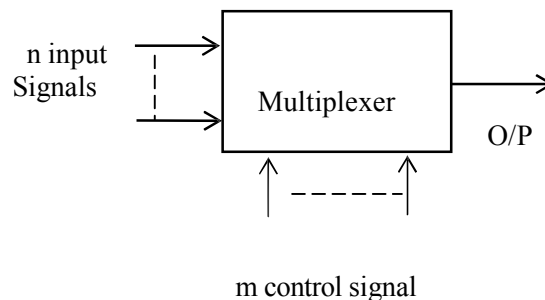 n input
Signals
Multiplexer
O/P
m control signal